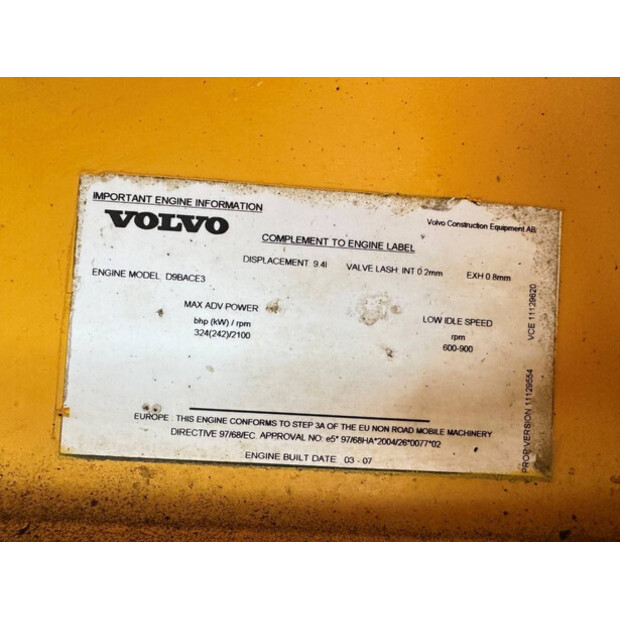 IMPORTANT ENGINE INFORMATION
VOLVO
Volvo Construction Equipment AB
COMPLEMENT TO ENGINE LABEL
DISPLACEMENT 9.4l VALVE LASH INT 0.2mm EXH 0.8mm
ENGINE MODEL D9BACE3
MAX ADV POWER
bhp (kW) / rpm
324(242)/2100
LOW IDLE SPEED
rpm
600-900
EUROPE : THIS ENGINE CONFORMS TO STEP 3A OF THE EU NON ROAD MOBILE MACHINERY
DIRECTIVE 97/68/EC. APPROVAL NO: e5* 97/68HA*2004/26*0077*02
ENGINE BUILT DATE 03 - 07
PROP VERSION 11129554 VCE 11129620